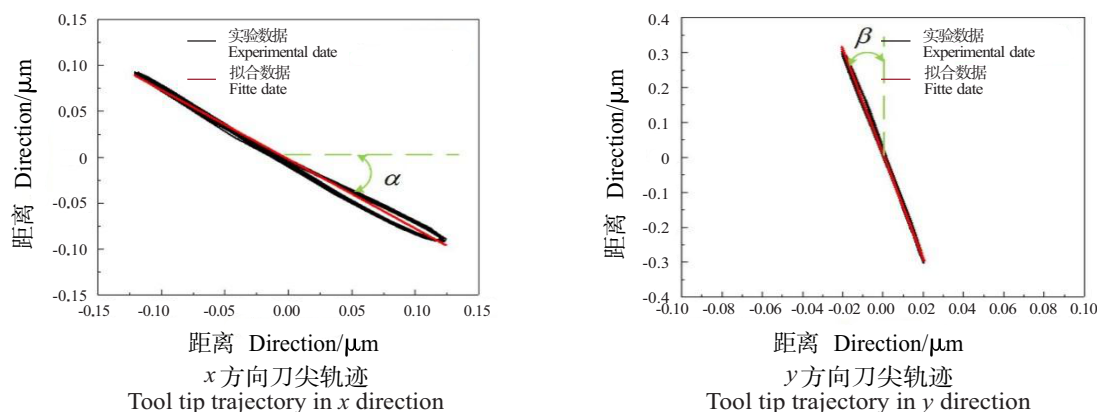 0.15
0.10
0.05
0
-0.05
-0.10
-0.15
-0.15
-0.10
-0.05
0.00
0.05
0.10
0.15
实验数据
Experimental date
拟合数据
Fitte date
α
距离 Direction/μm
距离 Direction/μm
x 方向刀尖轨迹
Tool tip trajectory in x direction
0.4
0.3
0.2
0.1
0
-0.1
-0.2
-0.3
-0.4
-0.10
-0.08
-0.06
-0.04
-0.02
0.00
0.02
0.04
0.06
0.08
0.10
β
实验数据
Experimental date
拟合数据
Fitte date
距离 Direction/μm
距离 Direction/μm
y 方向刀尖轨迹
Tool tip trajectory in y direction